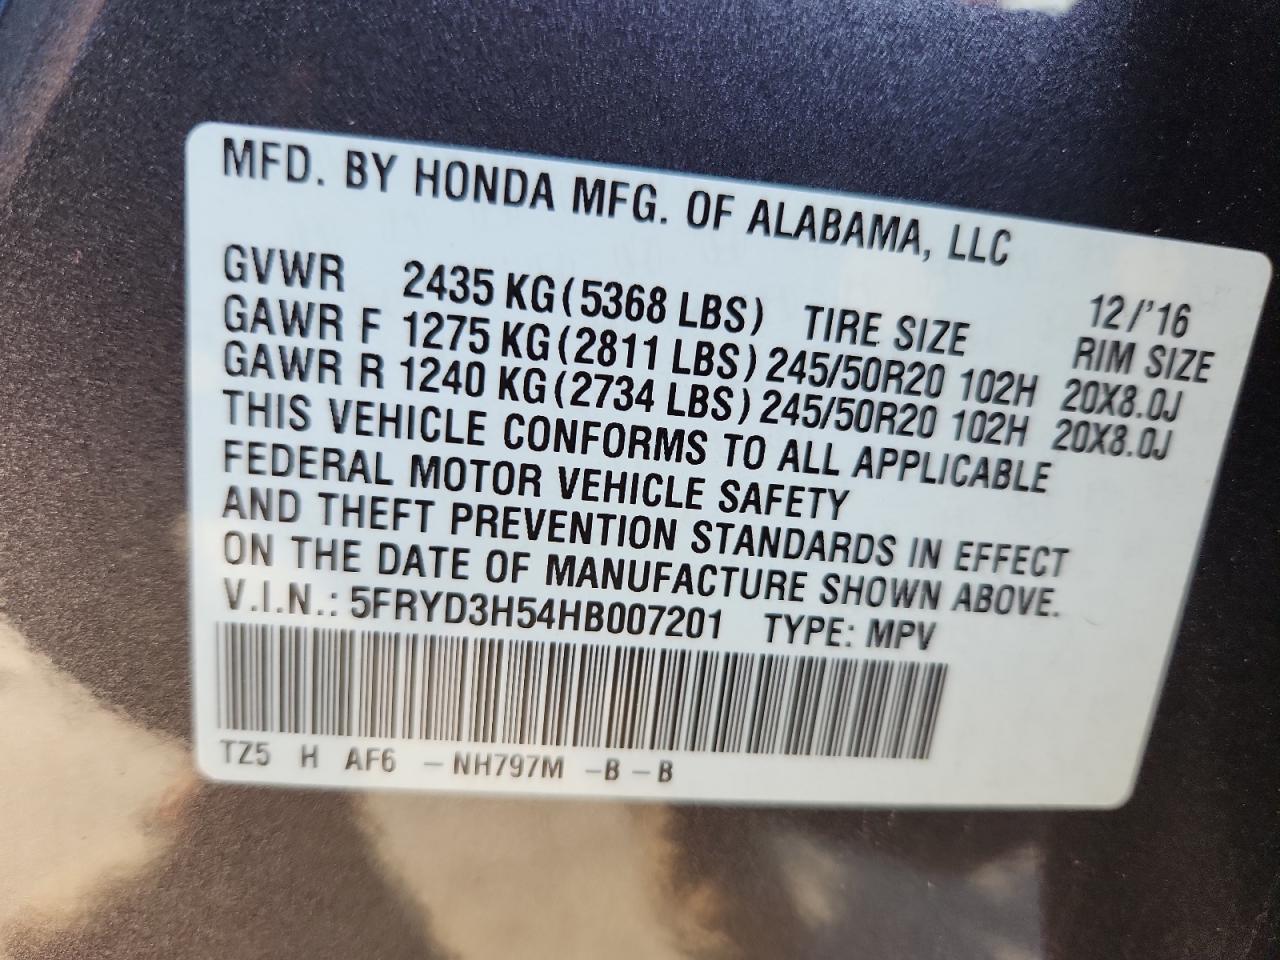 MFD. BY HONDA MFG. OF ALABAMA, LLC
12/'16
GVWR 2435 KG (5368 LBS) TIRE SIZE RIM SIZE
GAWR F 1275 KG (2811 LBS) 245/50R20 102H 20X8.0J
GAWR R 1240 KG (2734 LBS) 245/50R20 102H 20X8.0J
THIS VEHICLE CONFORMS TO ALL APPLICABLE
FEDERAL MOTOR VEHICLE SAFETY
AND THEFT PREVENTION STANDARDS IN EFFECT
ON THE DATE OF MANUFACTURE SHOWN ABOVE.
V.I.N.: 5FRYD3H54HB007201 TYPE: MPV
TZ5 H AF6 –NH797M –B –B